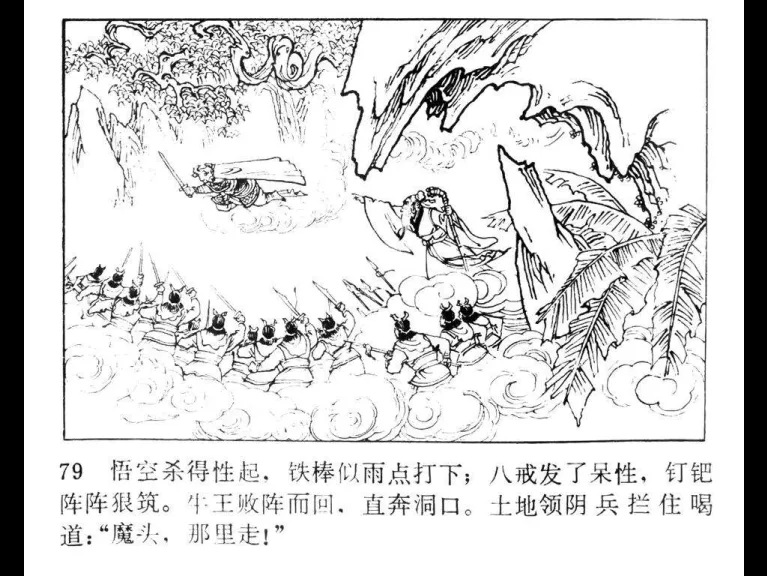 79 悟空杀得性起，铁棒似雨点打下；八戒发了呆性，钉钯
阵阵狠筑。牛王败阵而回，直奔洞口。土地领阴兵拦住喝
道：“魔头，那里走！”